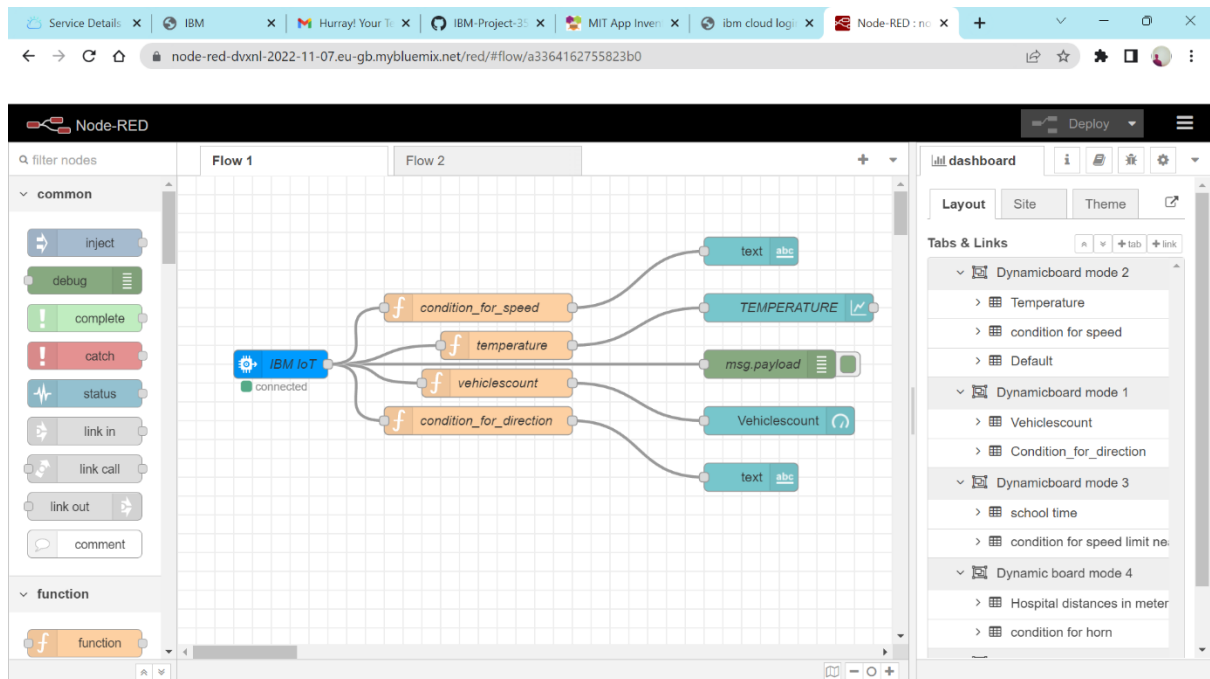 Service Details
IBM
Hurray! Your Te
IBM-Project-35
MIT App Inven
ibm cloud logi
Node-RED : no
node-red-dvxnl-2022-11-07.eu-gb.mybluemix.net/red/#flow/a3364162755823b0
Node-RED
Deploy
filter nodes
Flow 1
Flow 2
dashboard
i
common
inject
debug
complete
catch
status
link in
link call
link out
comment
function
function
IBM IoT
connected
condition_for_speed
temperature
vehiclescount
condition_for_direction
text abc
TEMPERATURE
msg.payload
Vehiclescount
text abc
Layout Site Theme
Tabs & Links
+tab +link
Dynamicboard mode 2
Temperature
condition for speed
Default
Dynamicboard mode 1
Vehiclescount
Condition_for_direction
Dynamicboard mode 3
school time
condition for speed limit ne
Dynamic board mode 4
Hospital distances in meter
condition for horn